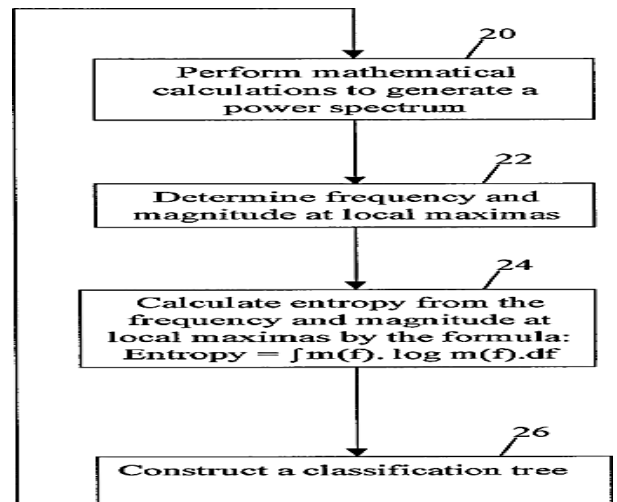 20
Perform mathematical
calculations to generate a
power spectrum
22
Determine frequency and
magnitude at local maximas
24
Calculate entropy from the
frequency and magnitude at
local maximas by the formula:
Entropy = ∫m(f). log m(f).df
26
Construct a classification tree